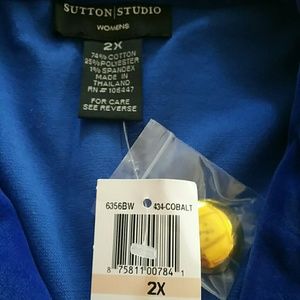 SUTTON STUDIO
WOMENS
2X
74% COTTON
25% POLYESTER
1% SPANDEX
MADE IN
THAILAND
RN# 106447
FOR CARE
SEE REVERSE
6356BW 434-COBALT
8 75811 00784 1
2X